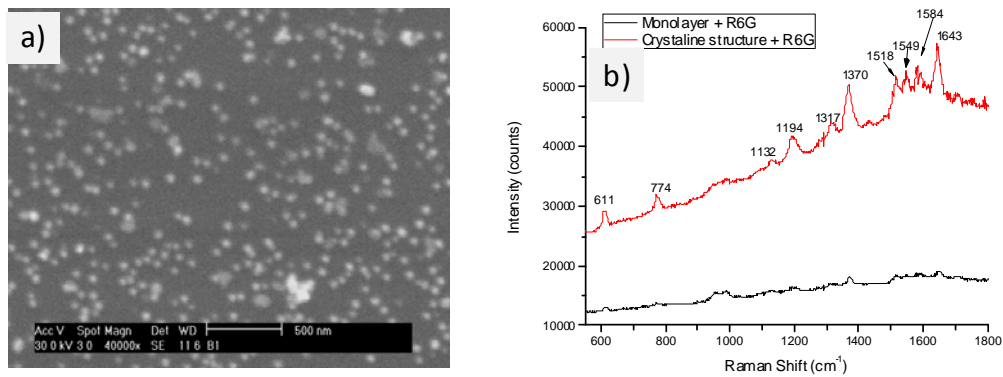 a)
Acc V Spot Magn Det WD 500 nm
30.0 kV 3.0 40000x SE 11.6 B1
b)
Monolayer + R6G
Crystaline structure + R6G
1584
1549
1518
1643
1370
1317
1194
1132
774
611
60000
50000
40000
30000
20000
10000
Intensity (counts)
600 800 1000 1200 1400 1600 1800
Raman Shift (cm⁻¹)